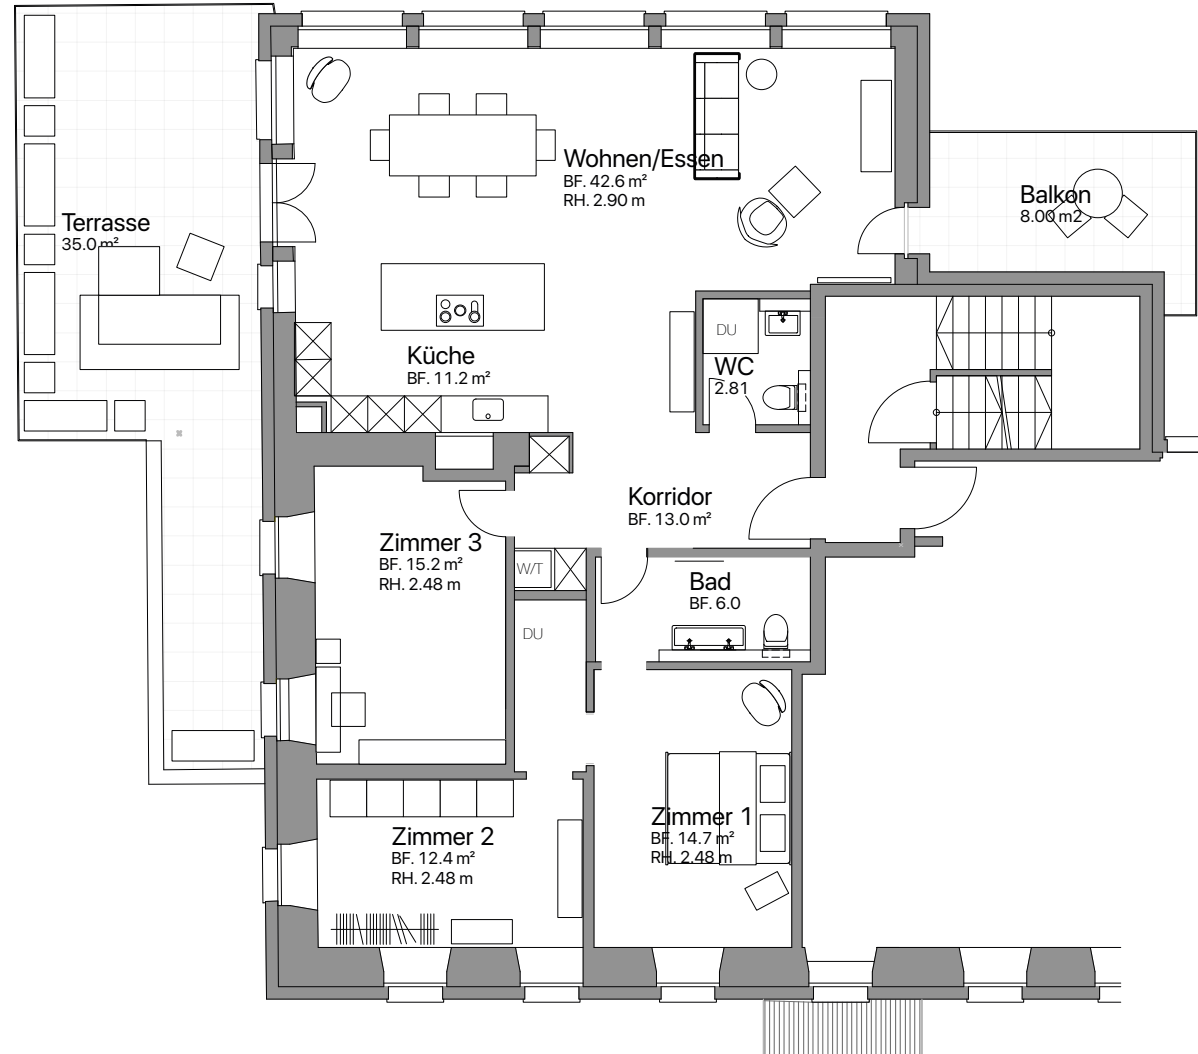 Wohnen/Essen
BF. 42.6 m²
RH. 2.90 m
Balkon
8.00 m2
Terrasse
35.0 m²
DU
WC
2.81
Küche
BF. 11.2 m²
Korridor
BF. 13.0 m²
Zimmer 3
BF. 15.2 m²
RH. 2.48 m
W/T
Bad
BF. 6.0
DU
Zimmer 1
BF. 14.7 m²
RH. 2.48 m
Zimmer 2
BF. 12.4 m²
RH. 2.48 m